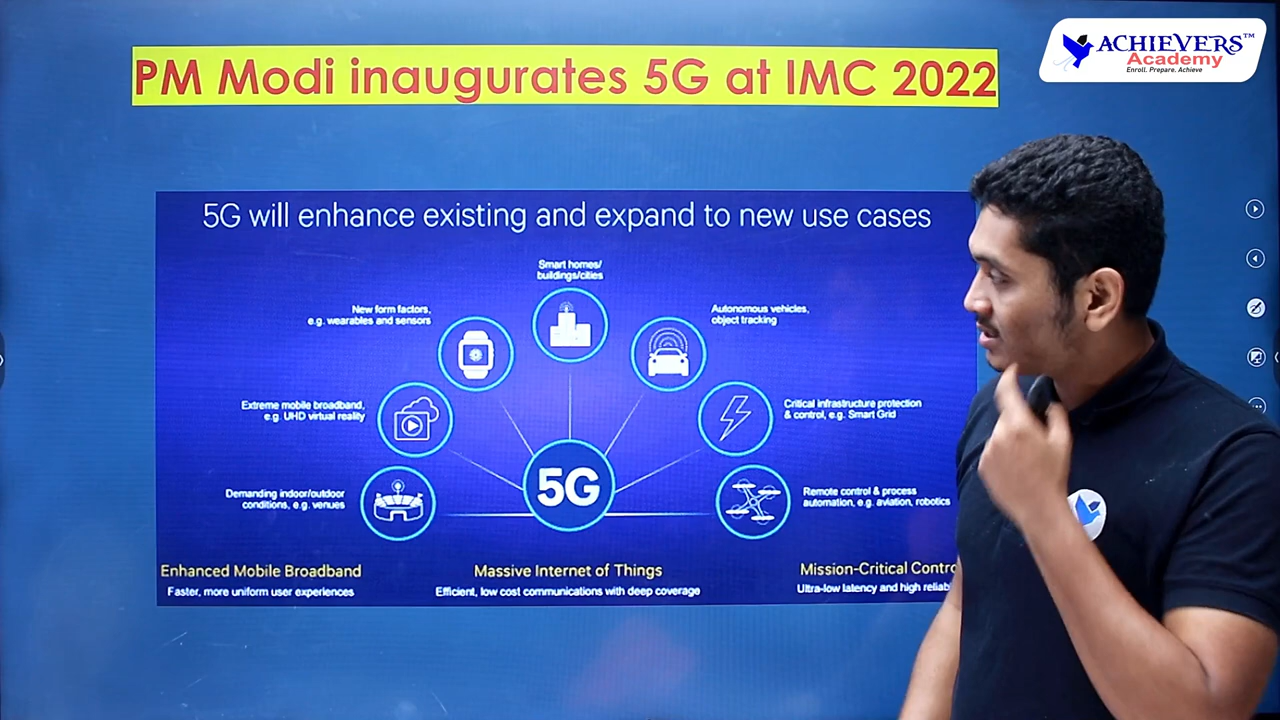 PM Modi inaugurates 5G at IMC 2022
ACHIEVERS™
Academy
Enroll. Prepare. Achieve
5G will enhance existing and expand to new use cases
Smart homes/
buildings/cities
New form factors,
e.g. wearables and sensors
Autonomous vehicles,
object tracking
Extreme mobile broadband,
e.g. UHD virtual reality
Critical infrastructure protection
& control, e.g. Smart Grid
Demanding indoor/outdoor
conditions, e.g. venues
5G
Remote control & process
automation, e.g. aviation, robotics
Enhanced Mobile Broadband
Faster, more uniform user experiences
Massive Internet of Things
Efficient, low cost communications with deep coverage
Mission-Critical Contro
Ultra-low latency and high reliab